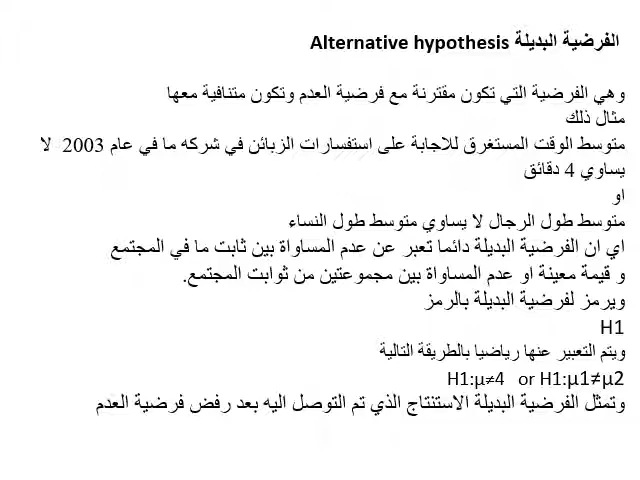 الفرضية البديلة Alternative hypothesis
وهي الفرضية التي تكون مقترنة مع فرضية العدم وتكون متنافية معها
مثال ذلك
متوسط الوقت المستغرق للاجابة على استفسارات الزبائن في شركه ما في عام 2003 لا
يساوي 4 دقائق
او
متوسط طول الرجال لا يساوي متوسط طول النساء
اي ان الفرضية البديلة دائما تعبر عن عدم المساواة بين ثابت ما في المجتمع
و قيمة معينة او عدم المساواة بين مجموعتين من ثوابت المجتمع.
ويرمز لفرضية البديلة بالرمز
H1
ويتم التعبير عنها رياضيا بالطريقة التالية
H1:μ≠4 or H1:μ1≠μ2
وتمثل الفرضية البديلة الاستنتاج الذي تم التوصل اليه بعد رفض فرضية العدم